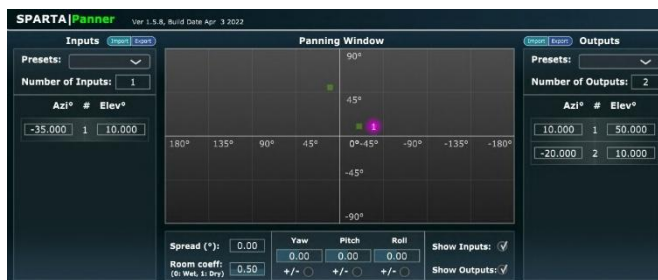 SPARTA|Panner Ver 1.5.8, Build Date Apr 3 2022
Inputs Import Export
Presets:
Number of Inputs: 1
Azi° # Elev°
-35.000 1 10.000
Panning Window
90°
45°
180° 135° 90° 45° 0° -45° -90° -135° -180°
-45°
-90°
1
Spread (°): 0.00
Room coeff: 0.50
(0: Wet, 1: Dry)
Yaw Pitch Roll
0.00 0.00 0.00
+/- +/- +/-
Show Inputs:
Show Outputs:
Import Export Outputs
Presets:
Number of Outputs: 2
Azi° # Elev°
10.000 1 50.000
-20.000 2 10.000